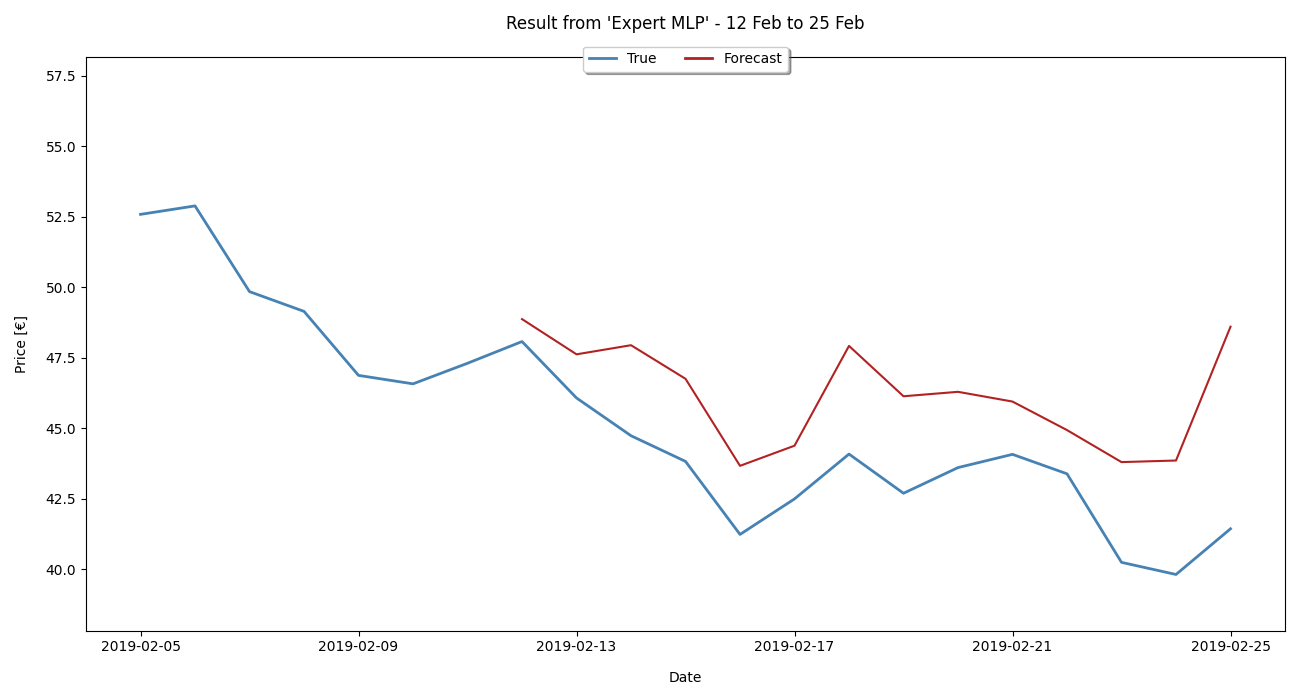 Result from 'Expert MLP' - 12 Feb to 25 Feb
True Forecast
57.5
55.0
52.5
50.0
47.5
45.0
42.5
40.0
Price [€]
2019-02-05 2019-02-09 2019-02-13 2019-02-17 2019-02-21 2019-02-25
Date